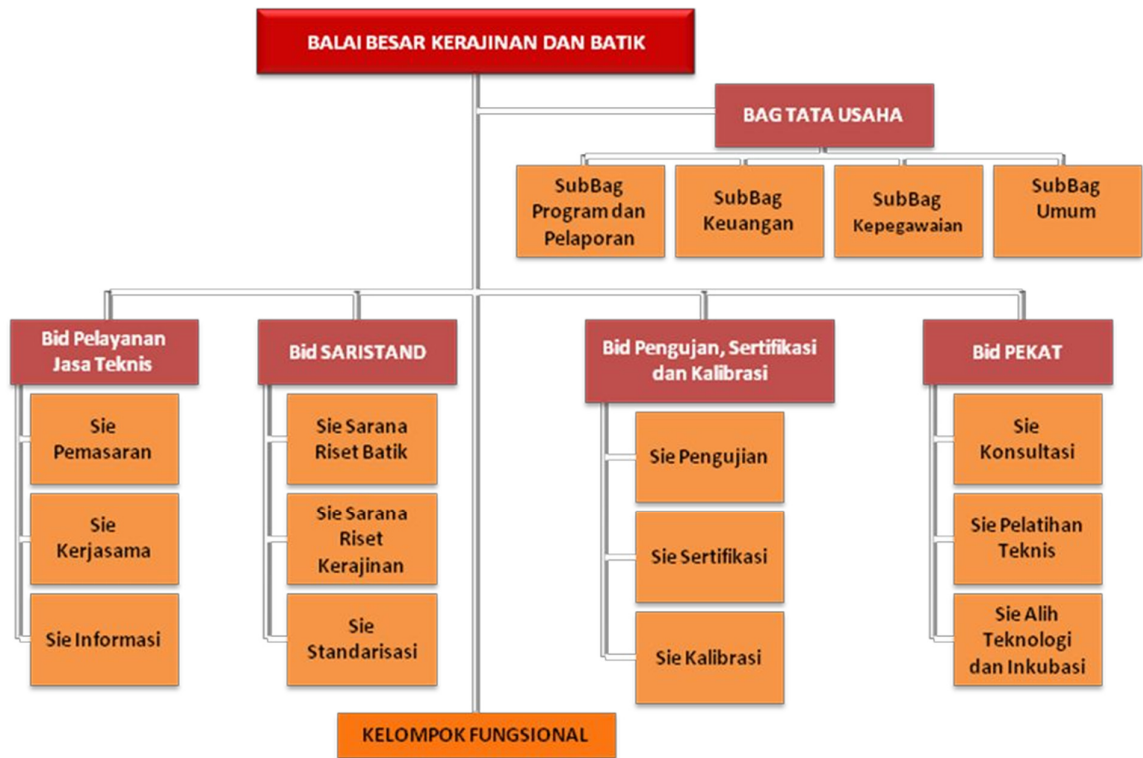 BALAI BESAR KERAJINAN DAN BATIK
BAG TATA USAHA
SubBag
Program dan
Pelaporan
SubBag
Keuangan
SubBag
Kepegawaian
SubBag
Umum
Bid Pelayanan
Jasa Teknis
Sie
Pemasaran
Sie
Kerjasama
Sie Informasi
Bid SARISTAND
Sie Sarana
Riset Batik
Sie Sarana
Riset
Kerajinan
Sie
Standarisasi
Bid Pengujan, Sertifikasi
dan Kalibrasi
Sie Pengujian
Sie Sertifikasi
Sie Kalibrasi
Bid PEKAT
Sie
Konsultasi
Sie Pelatihan
Teknis
Sie Alih
Teknologi
dan Inkubasi
KELOMPOK FUNGSIONAL